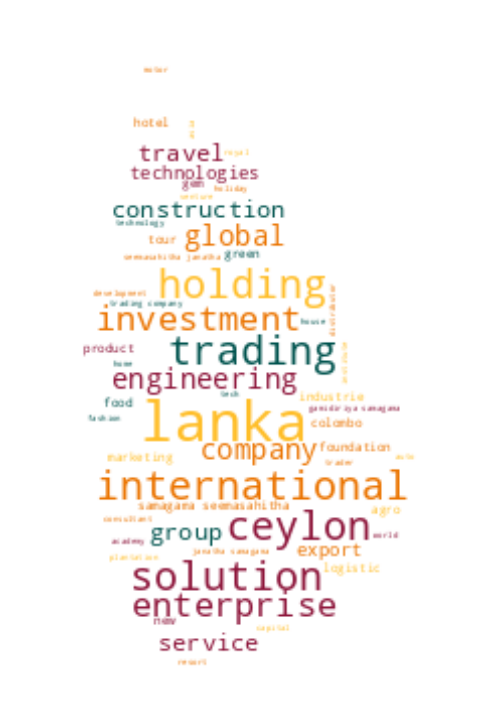 motor
hotel
travel
royal
technologies
gem
holiday
venture
construction
technology
tour
global
seemasahitha janatha
green
holding
development
trading company
distributor
investment
house
trading
product
home
institute
engineering
tech
industrie
food
gamidiriya samagama
fashion
lanka
colombo
company
foundation
marketing
auto
trader
international
samagama seemasahitha
agro
consultant
group
ceylon
world
academy
janatha samagama
export
plantation
logistic
solution
enterprise
new
capital
service
resort